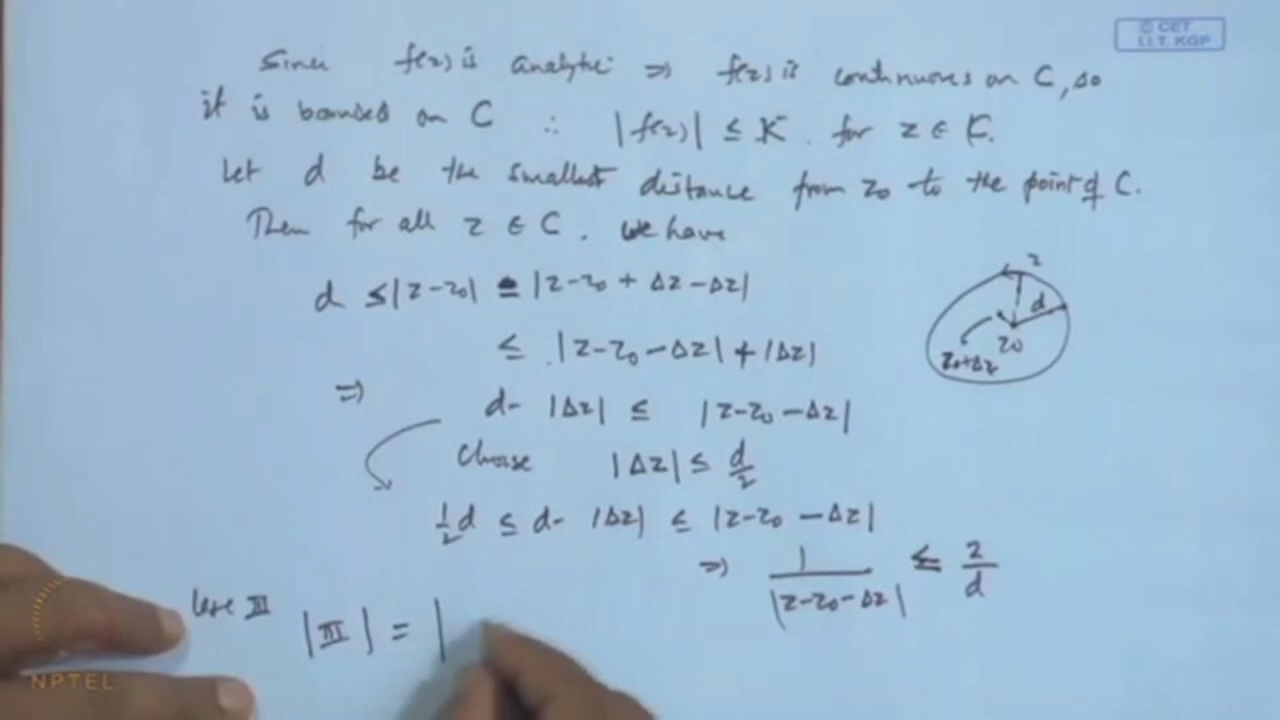 © CET
I.I.T. KGP
Since f(z) is analytic ⇒ f(z) is continuous on C, so
it is bounded on C ∴ |f(z)| ≤ K. for z ∈ C.
Let d be the smallest distance from z₀ to the point of C.
Then for all z ∈ C. we have
d ≤ |z-z₀| = |z-z₀ + Δz - Δz|
≤ |z-z₀-Δz| + |Δz|
⇒ d- |Δz| ≤ |z-z₀-Δz|
Choose |Δz| ≤ d/2
½d ≤ d- |Δz| ≤ |z-z₀-Δz|
⇒ 1/|z-z₀-Δz| ≤ 2/d
z
d
z₀
z₀+Δz
III |III| = |
NPTEL